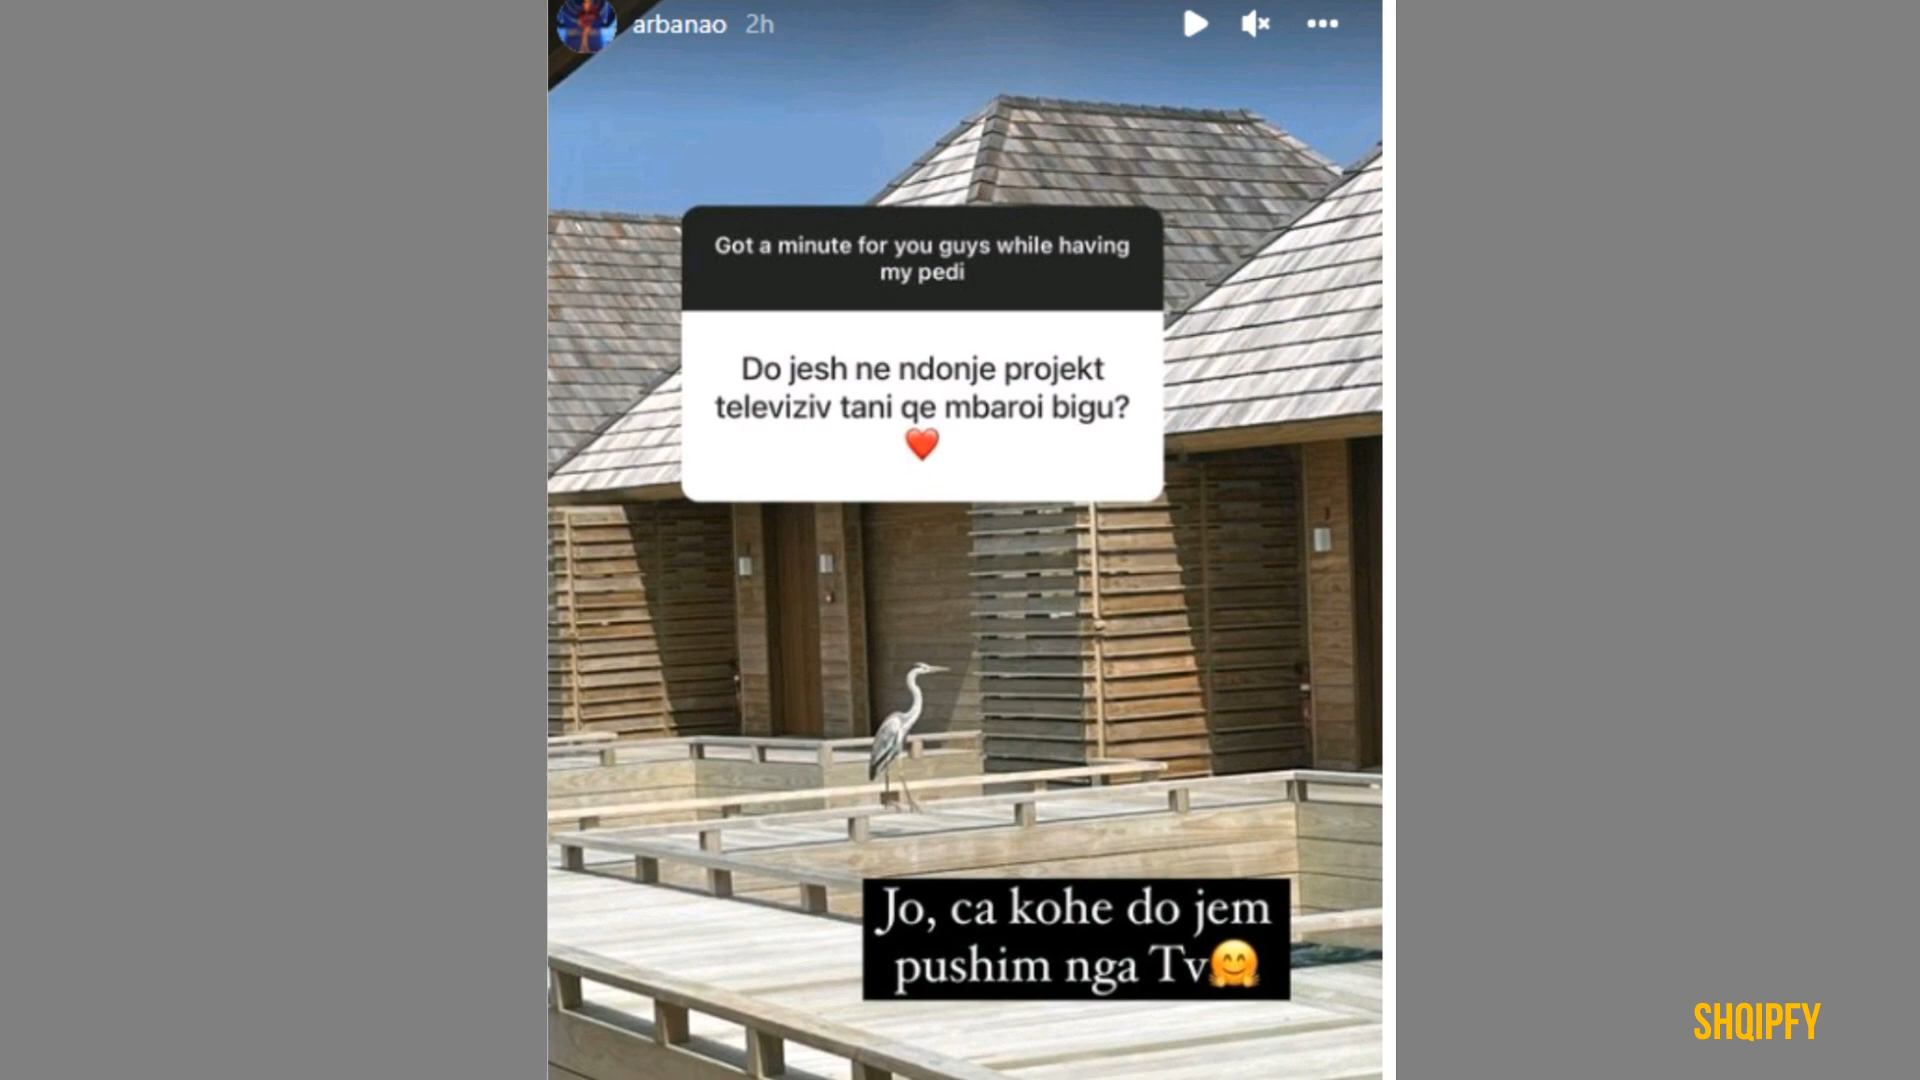 arbanao 2h
Got a minute for you guys while having
my pedi
Do jesh ne ndonje projekt
televiziv tani qe mbaroi bigu?
❤️
Jo, ca kohe do jem
pushim nga Tv🤗
SHQIPFY